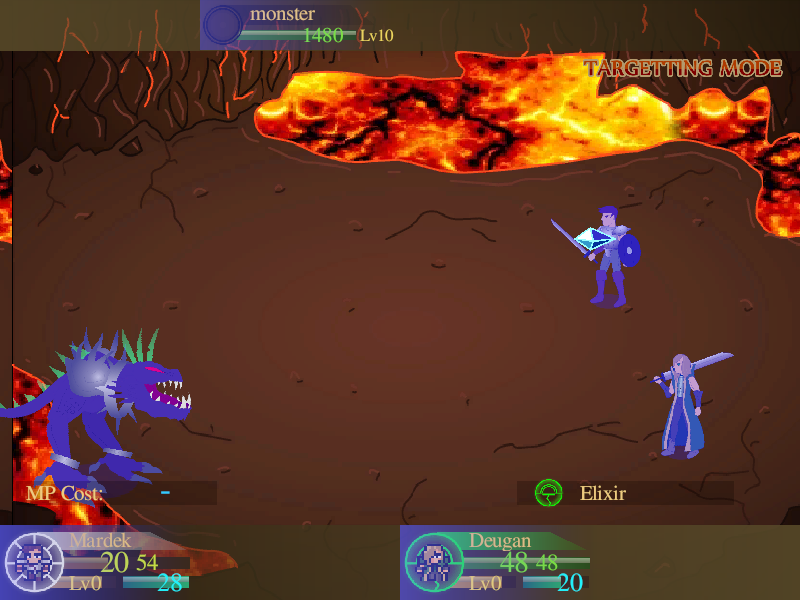 monster
1480 Lv10
TARGETTING MODE
MP Cost: -
Elixir
Mardek
20 54
Lv0 28
Deugan
48 48
Lv0 20